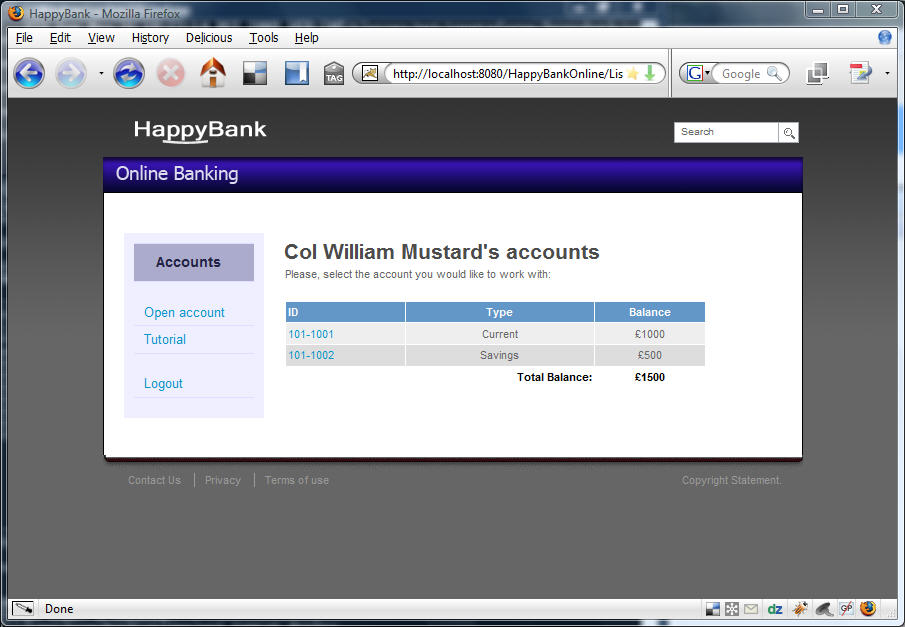 HappyBank - Mozilla Firefox
File Edit View History Delicious Tools Help
TAG http://localhost:8080/HappyBankOnline/Lis G Google
HappyBank
Search
Online Banking
Accounts
Open account
Tutorial
Logout
Col William Mustard's accounts
Please, select the account you would like to work with:
ID Type Balance
101-1001 Current £1000
101-1002 Savings £500
Total Balance: £1500
Contact Us Privacy Terms of use Copyright Statement.
Done dz GP